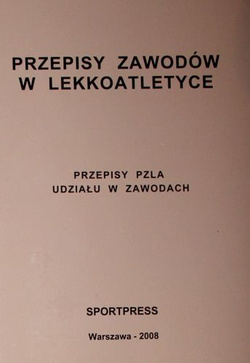 PRZEPISY ZAWODÓW
W LEKKOATLETYCE
PRZEPISY PZLA
UDZIAŁU W ZAWODACH
SPORTPRESS
Warszawa - 2008